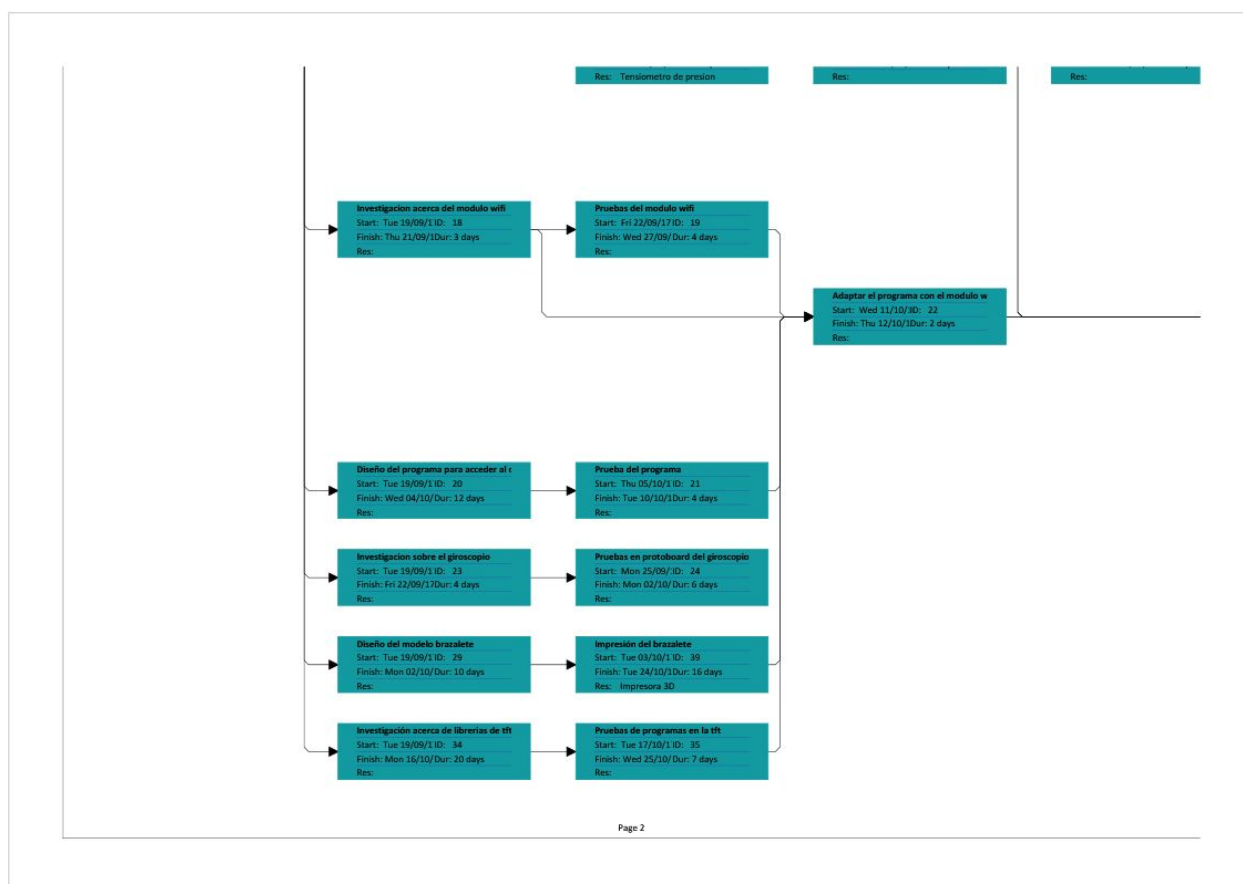 Res: Tensiometro de presion
Res:
Res:
Investigacion acerca del modulo wifi
Start: Tue 19/09/1 ID: 18
Finish: Thu 21/09/1 Dur: 3 days
Res:
Pruebas del modulo wifi
Start: Fri 22/09/17 ID: 19
Finish: Wed 27/09/ Dur: 4 days
Res:
Adaptar el programa con el modulo w
Start: Wed 11/10/ ID: 22
Finish: Thu 12/10/1 Dur: 2 days
Res:
Diseño del programa para acceder al c
Start: Tue 19/09/1 ID: 20
Finish: Wed 04/10/ Dur: 12 days
Res:
Prueba del programa
Start: Thu 05/10/1 ID: 21
Finish: Tue 10/10/1 Dur: 4 days
Res:
Investigacion sobre el giroscopio
Start: Tue 19/09/1 ID: 23
Finish: Fri 22/09/17 Dur: 4 days
Res:
Pruebas en protoboard del giroscopio
Start: Mon 25/09/ ID: 24
Finish: Mon 02/10/ Dur: 6 days
Res:
Diseño del modelo brazalete
Start: Tue 19/09/1 ID: 29
Finish: Mon 02/10/ Dur: 10 days
Res:
Impresión del brazalete
Start: Tue 03/10/1 ID: 39
Finish: Tue 24/10/1 Dur: 16 days
Res: Impresora 3D
Investigación acerca de librerias de tft
Start: Tue 19/09/1 ID: 34
Finish: Mon 16/10/ Dur: 20 days
Res:
Pruebas de programas en la tft
Start: Tue 17/10/1 ID: 35
Finish: Wed 25/10/ Dur: 7 days
Res:
Page 2